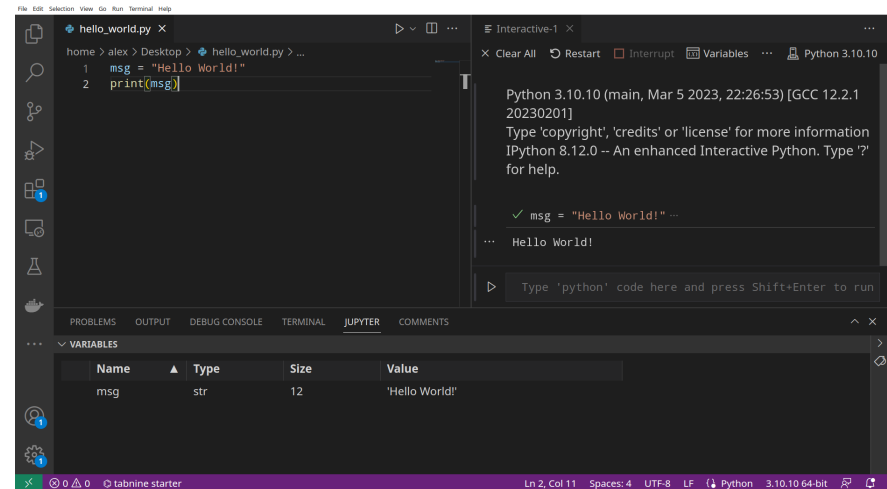 File Edit Selection View Go Run Terminal Help
hello_world.py
home > alex > Desktop > hello_world.py > ...
1 msg = "Hello World!"
2 print(msg)
Interactive-1
Clear All Restart Interrupt Variables ... Python 3.10.10
Python 3.10.10 (main, Mar 5 2023, 22:26:53) [GCC 12.2.1
20230201]
Type 'copyright', 'credits' or 'license' for more information
IPython 8.12.0 -- An enhanced Interactive Python. Type '?'
for help.
msg = "Hello World!" ...
Hello World!
Type 'python' code here and press Shift+Enter to run
PROBLEMS OUTPUT DEBUG CONSOLE TERMINAL JUPYTER COMMENTS
VARIABLES
Name Type Size Value
msg str 12 'Hello World!'
1
1
1
0 0 tabnine starter Ln 2, Col 11 Spaces: 4 UTF-8 LF Python 3.10.10 64-bit